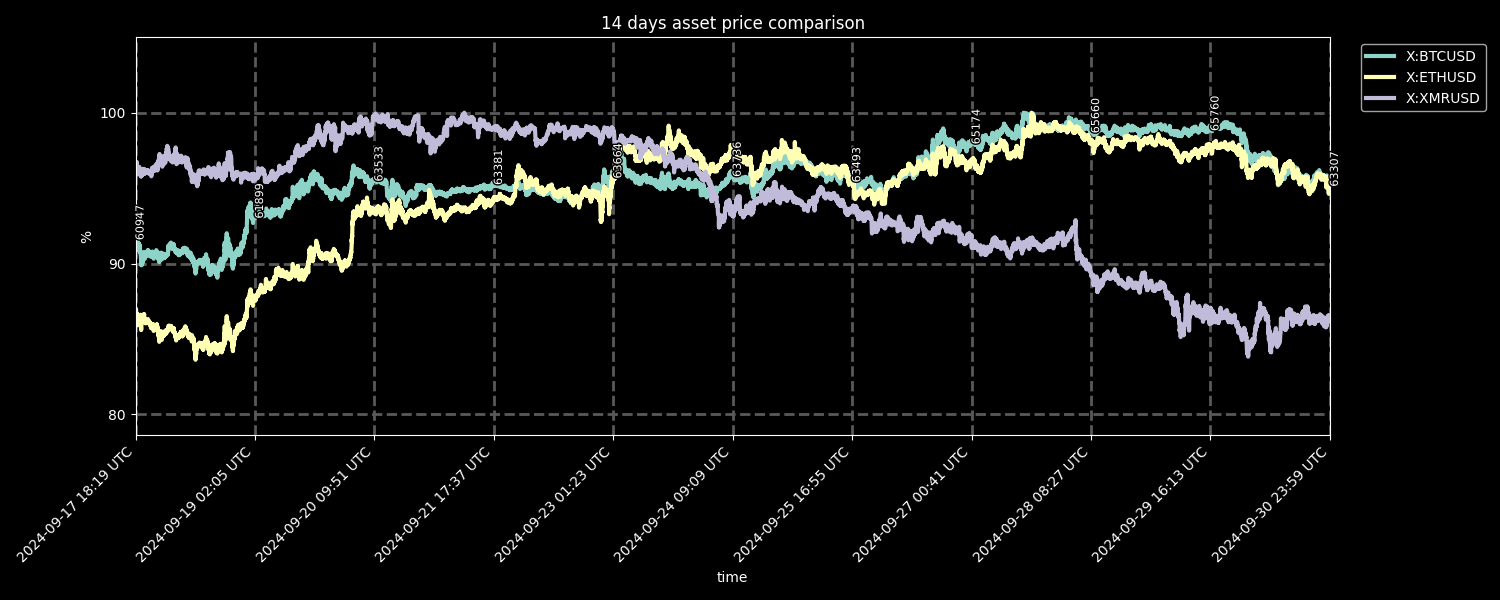 14 days asset price comparison
X:BTCUSD
X:ETHUSD
X:XMRUSD
100
90
80
%
60947
61899
63533
63381
63664
63736
63493
65174
65660
65760
63307
2024-09-17 18:19 UTC
2024-09-19 02:05 UTC
2024-09-20 09:51 UTC
2024-09-21 17:37 UTC
2024-09-23 01:23 UTC
2024-09-24 09:09 UTC
2024-09-25 16:55 UTC
2024-09-27 00:41 UTC
2024-09-28 08:27 UTC
2024-09-29 16:13 UTC
2024-09-30 23:59 UTC
time